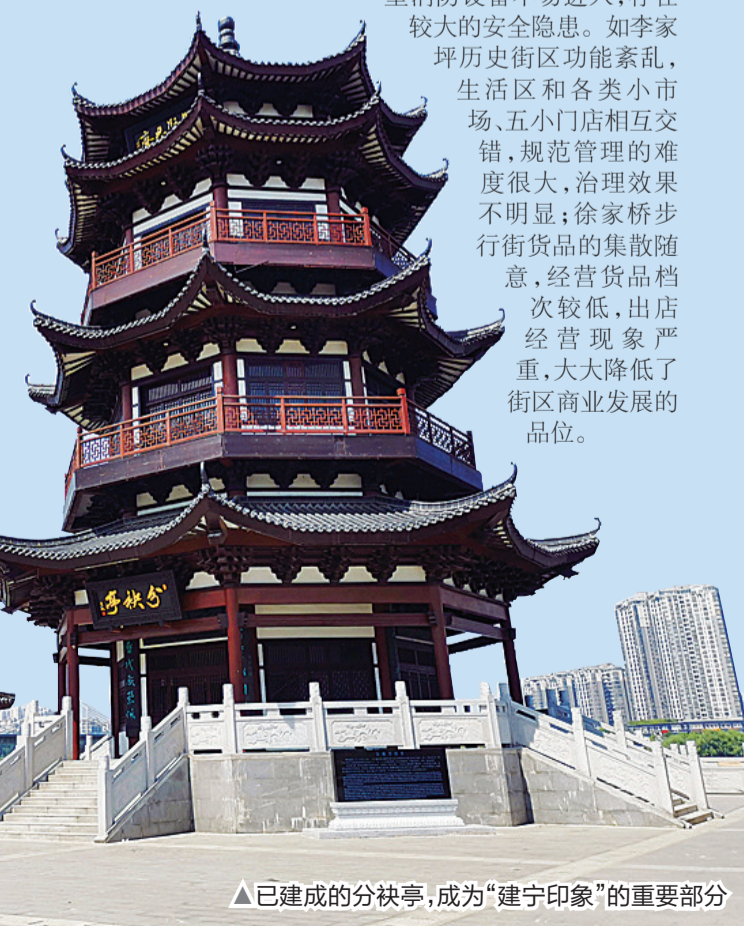 较大的安全隐患。如李家
坪历史街区功能紊乱，
生活区和各类小市
场、五小门店相互交
错，规范管理的难
度很大，治理效果
不明显；徐家桥步
行街货品的集散随
意，经营货品档
次较低，出店
经营现象严
重，大大降低了
街区商业发展的
品位。
分袂亭
▲已建成的分袂亭，成为“建宁印象”的重要部分